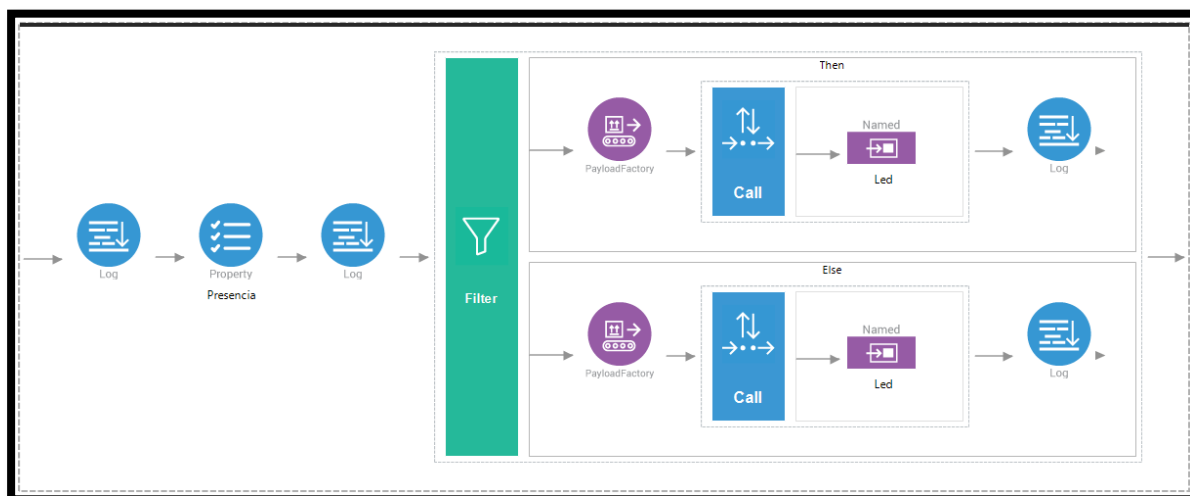 Log
Property
Presencia
Log
Filter
Then
PayloadFactory
Call
Named
Led
Log
Else
PayloadFactory
Call
Named
Led
Log